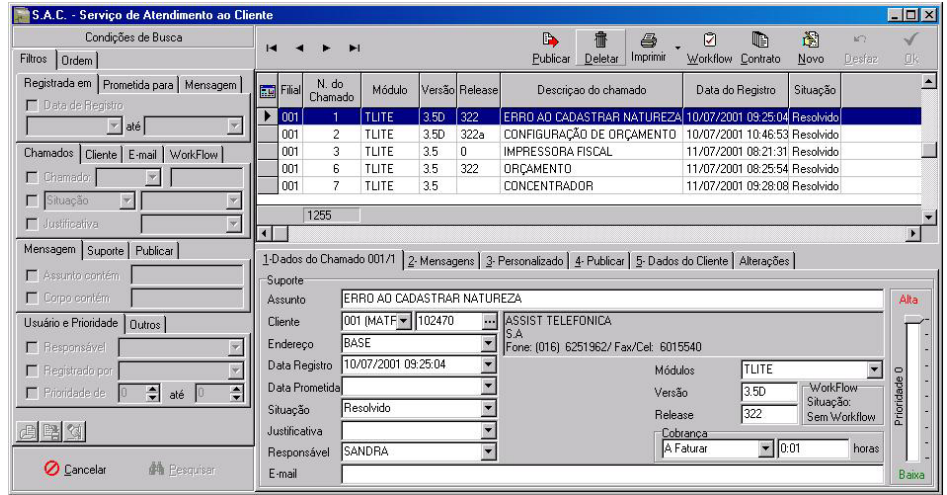 S.A.C. - Serviço de Atendimento ao Cliente
Condições de Busca
Filtros Ordem
Registrada em Prometida para Mensagem
Data de Registro
até
Chamados Cliente E-mail WorkFlow
Chamado:
Situação
Justificativa
Mensagem Suporte Publicar
Assunto contém
Corpo contém
Usuário e Prioridade Outros
Responsável
Registrado por
Prioridade de 0 até 0
Cancelar Pesquisar
Publicar Deletar Imprimir Workflow Contrato Novo Desfaz Ok
Filial N. do Chamado Módulo Versão Release Descriçao do chamado Data do Registro Situação
001 1 TLITE 3.5D 322 ERRO AO CADASTRAR NATUREZA 10/07/2001 09:25:04 Resolvido
001 2 TLITE 3.5D 322a CONFIGURAÇÃO DE ORÇAMENTO 10/07/2001 10:46:53 Resolvido
001 3 TLITE 3.5 0 IMPRESSORA FISCAL 11/07/2001 08:21:31 Resolvido
001 6 TLITE 3.5 322 ORÇAMENTO 11/07/2001 08:25:54 Resolvido
001 7 TLITE 3.5 CONCENTRADOR 11/07/2001 09:28:08 Resolvido
1255
1-Dados do Chamado 001/1 2- Mensagens 3- Personalizado 4- Publicar 5- Dados do Cliente Alterações
Suporte
Assunto ERRO AO CADASTRAR NATUREZA
Cliente 001 (MATF 102470 ... ASSIST TELEFONICA
S.A
Fone: (016) 6251962/ Fax/Cel: 6015540
Endereço BASE
Data Registro 10/07/2001 09:25:04
Data Prometida
Situação Resolvido
Justificativa
Responsável SANDRA
E-mail
Módulos TLITE
Versão 3.5D
Release 322
WorkFlow
Situação:
Sem Workflow
Cobrança
A Faturar 0:01 horas
Alta
Prioridade 0
Baixa